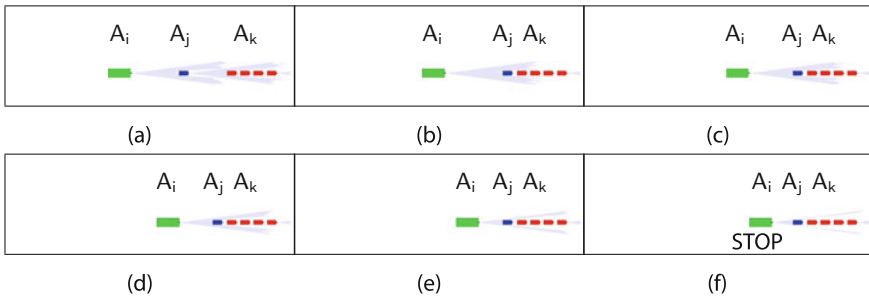 Aᵢ Aⱼ Aₖ Aᵢ Aⱼ Aₖ Aᵢ Aⱼ Aₖ
(a) (b) (c)
Aᵢ Aⱼ Aₖ Aᵢ Aⱼ Aₖ Aᵢ Aⱼ Aₖ
STOP
(d) (e) (f)